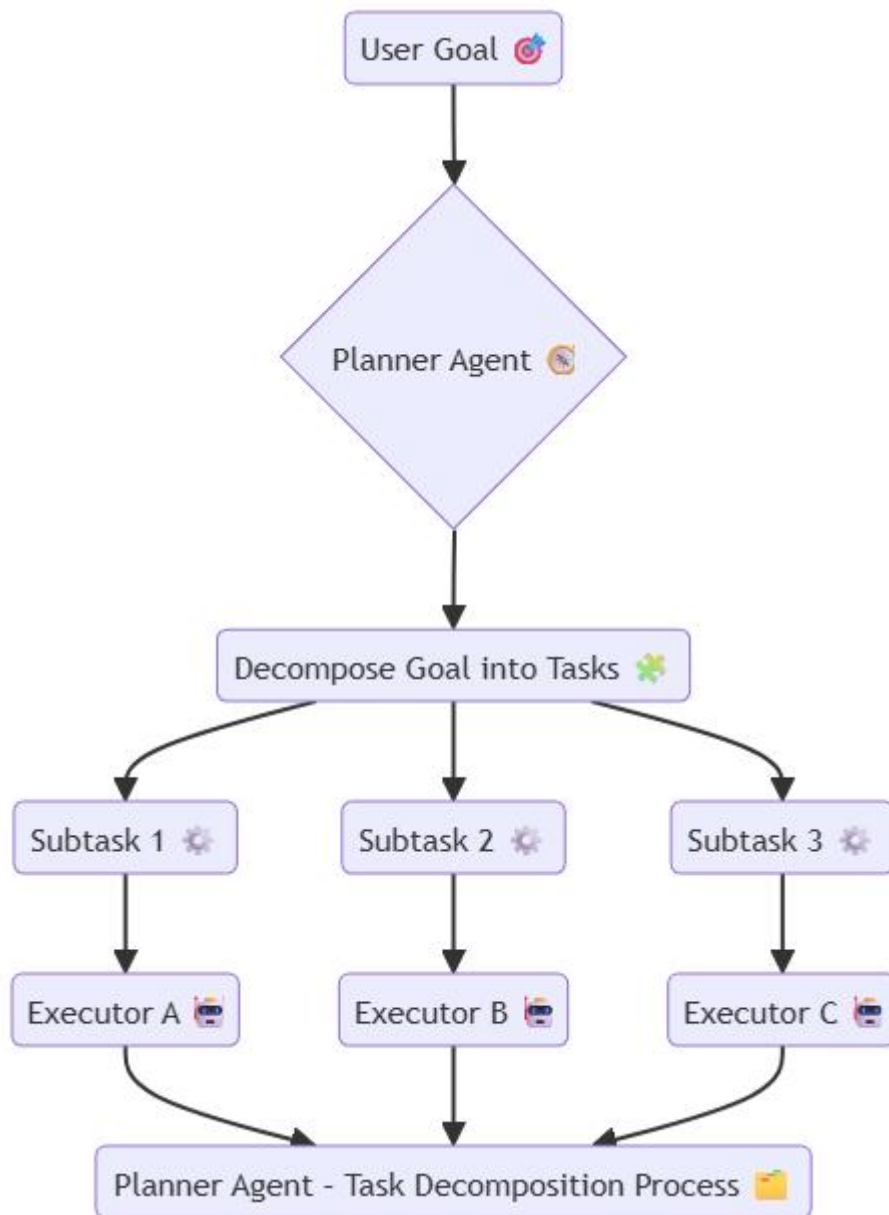 User Goal 🎯
Planner Agent 🧭
Decompose Goal into Tasks 🧩
Subtask 1 ⚙️
Subtask 2 ⚙️
Subtask 3 ⚙️
Executor A 🤖
Executor B 🤖
Executor C 🤖
Planner Agent - Task Decomposition Process 🗂️